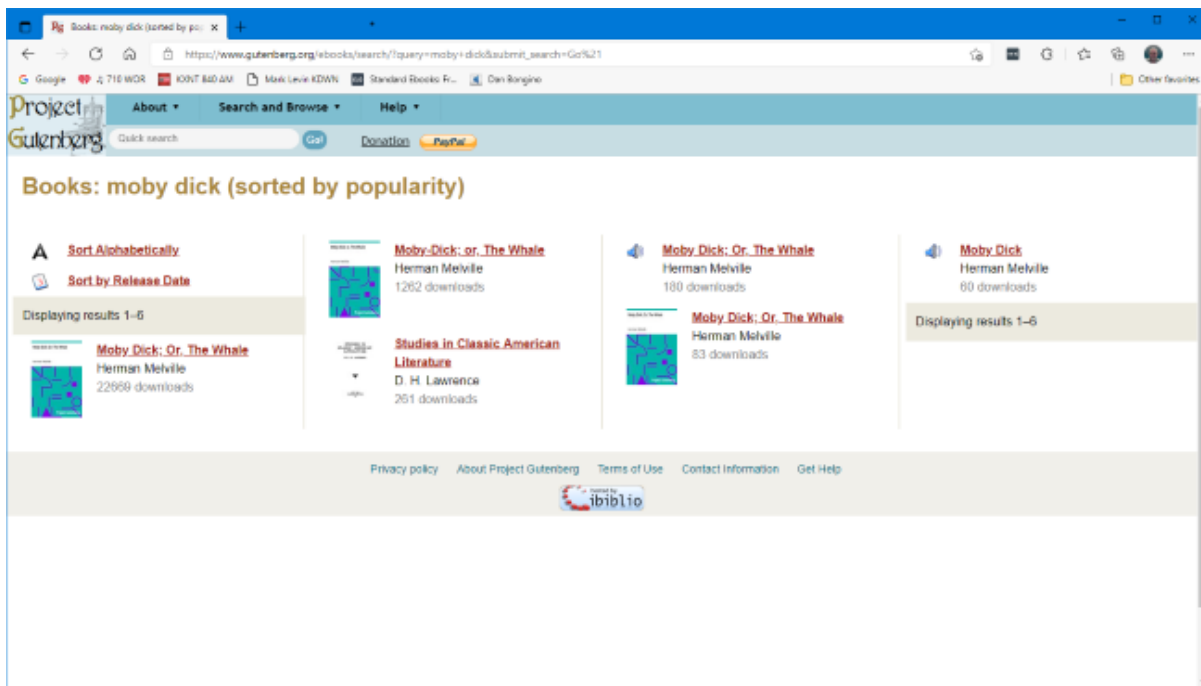 Books: moby dick (sorted by pop
https://www.gutenberg.org/ebooks/search/?query=moby+dick&submit_search=Go%21
Google
710 WOR
KXNT 840 AM
Mark Levin KDWN
Standard Ebooks: Fr...
Dan Bongino
Other favorites
Project Gutenberg
About ▾
Search and Browse ▾
Help ▾
Quick search
Go!
Donation
PayPal
Books: moby dick (sorted by popularity)
A Sort Alphabetically
Sort by Release Date
Displaying results 1–6
Moby Dick; Or, The Whale
Herman Melville
22669 downloads
Moby-Dick; or, The Whale
Herman Melville
1262 downloads
Studies in Classic American
Literature
D. H. Lawrence
261 downloads
Moby Dick; Or, The Whale
Herman Melville
180 downloads
Moby Dick; Or, The Whale
Herman Melville
83 downloads
Moby Dick
Herman Melville
60 downloads
Displaying results 1–6
Privacy policy
About Project Gutenberg
Terms of Use
Contact Information
Get Help
hosted by
ibiblio